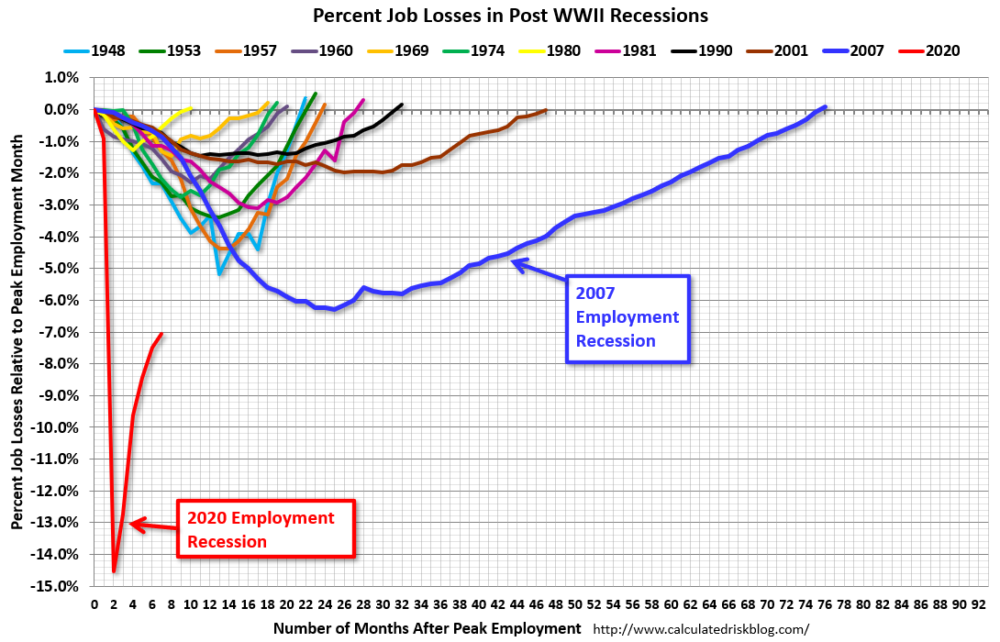 Percent Job Losses in Post WWII Recessions
1948 1953 1957 1960 1969 1974 1980 1981 1990 2001 2007 2020
Percent Job Losses Relative to Peak Employment Month
1.0%
0.0%
-1.0%
-2.0%
-3.0%
-4.0%
-5.0%
-6.0%
-7.0%
-8.0%
-9.0%
-10.0%
-11.0%
-12.0%
-13.0%
-14.0%
-15.0%
2007
Employment
Recession
2020 Employment
Recession
0 2 4 6 8 10 12 14 16 18 20 22 24 26 28 30 32 34 36 38 40 42 44 46 48 50 52 54 56 58 60 62 64 66 68 70 72 74 76 78 80 82 84 86 88 90 92
Number of Months After Peak Employment http://www.calculatedriskblog.com/